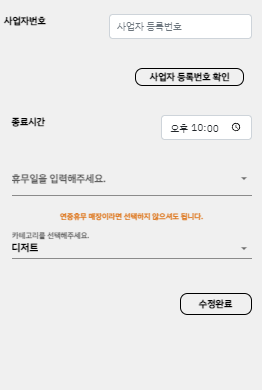 사업자번호
사업자 등록번호
사업자 등록번호 확인
종료시간
오후 10:00
휴무일을 입력해주세요.
연중휴무 매장이라면 선택하지 않으셔도 됩니다.
카테고리를 선택해주세요.
디저트
수정완료